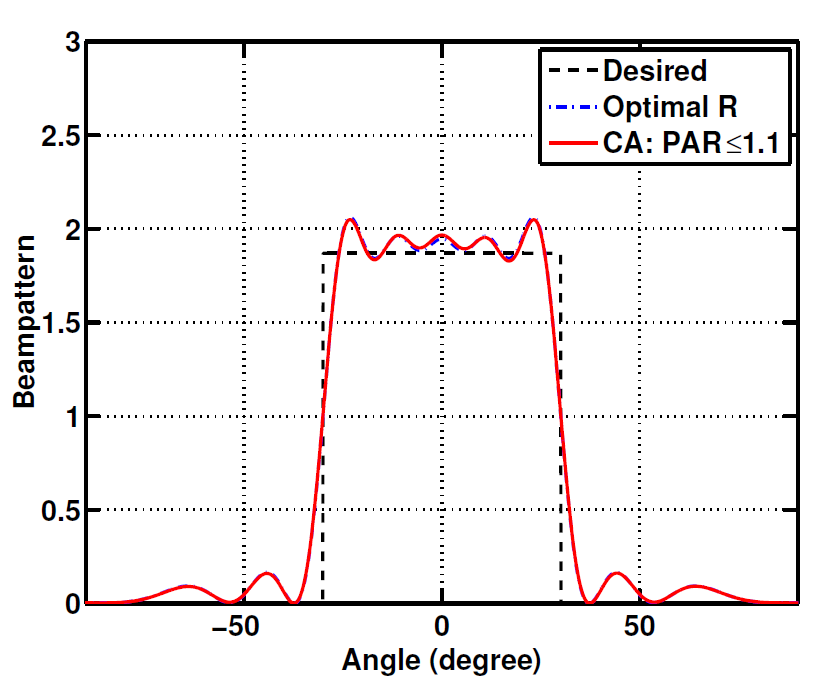 3
2.5
2
1.5
1
0.5
0
Beampattern
Desired
Optimal R
CA: PAR≤1.1
−50 0 50
Angle (degree)